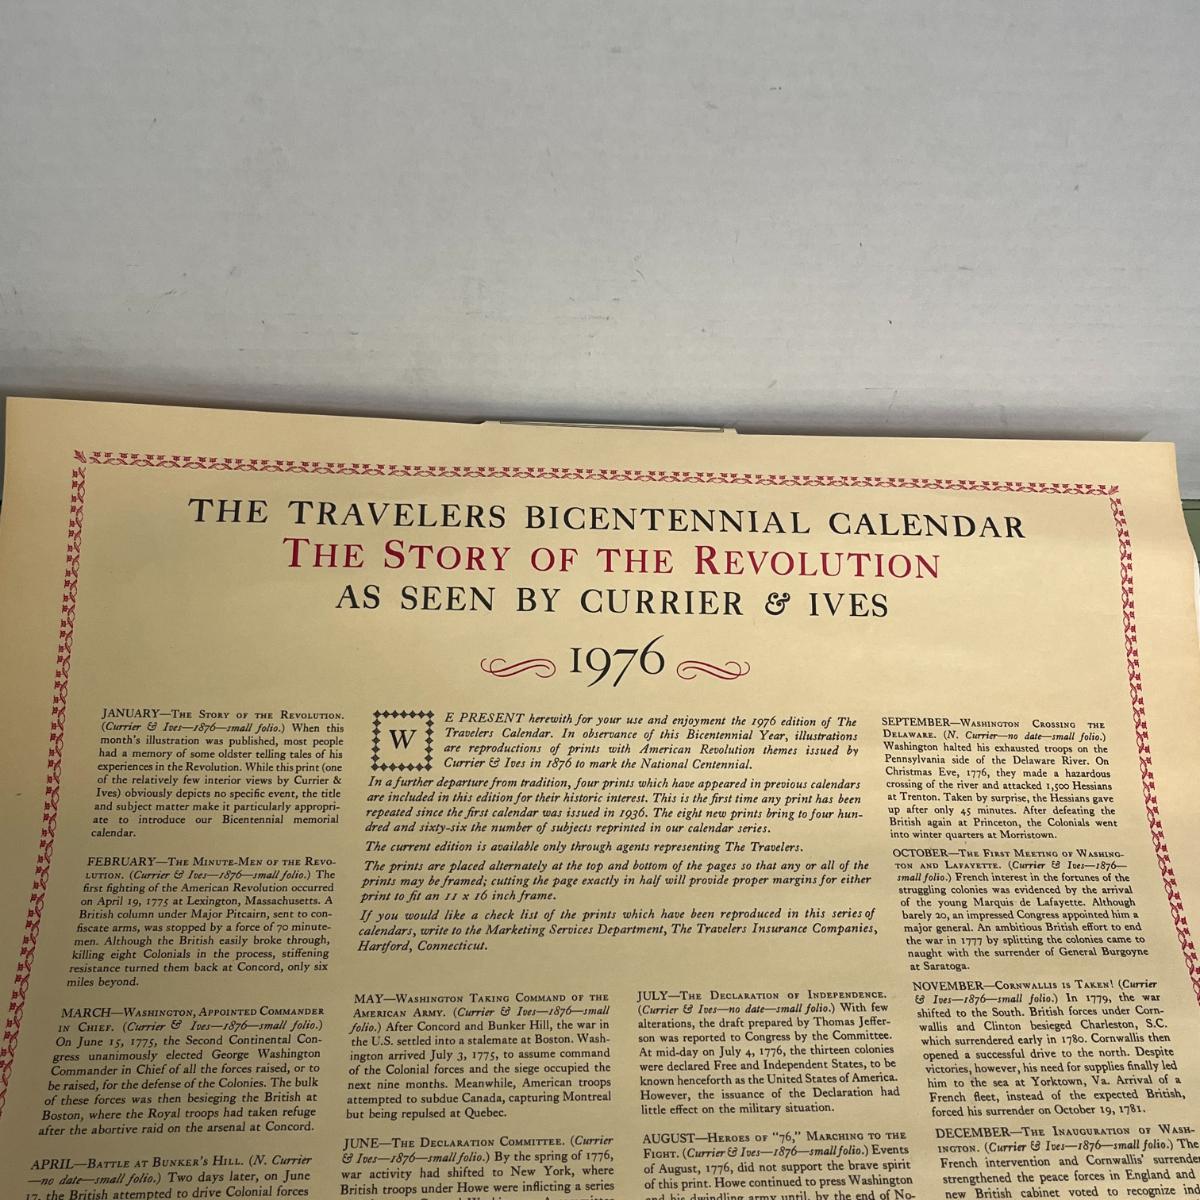 THE TRAVELERS BICENTENNIAL CALENDAR
THE STORY OF THE REVOLUTION
AS SEEN BY CURRIER & IVES
1976
JANUARY—THE STORY OF THE REVOLUTION.
(Currier & Ives—1876—small folio.) When this
month's illustration was published, most people
had a memory of some oldster telling tales of his
experiences in the Revolution. While this print (one
of the relatively few interior views by Currier &
Ives) obviously depicts no specific event, the title
and subject matter make it particularly appropri-
ate to introduce our Bicentennial memorial
calendar.
FEBRUARY—THE MINUTE-MEN OF THE REVO-
LUTION. (Currier & Ives—1876—small folio.) The
first fighting of the American Revolution occurred
on April 19, 1775 at Lexington, Massachusetts. A
British column under Major Pitcairn, sent to con-
fiscate arms, was stopped by a force of 70 minute-
men. Although the British easily broke through,
killing eight Colonials in the process, stiffening
resistance turned them back at Concord, only six
miles beyond.
MARCH—WASHINGTON, APPOINTED COMMANDER
IN CHIEF. (Currier & Ives—1876—small folio.)
On June 15, 1775, the Second Continental Con-
gress unanimously elected George Washington
Commander in Chief of all the forces raised, or to
be raised, for the defense of the Colonies. The bulk
of these forces was then besieging the British at
Boston, where the Royal troops had taken refuge
after the abortive raid on the arsenal at Concord.
APRIL—BATTLE AT BUNKER'S HILL. (N. Currier
—no date—small folio.) Two days later, on June
17, the British attempted to drive Colonial forces
WE PRESENT herewith for your use and enjoyment the 1976 edition of The
Travelers Calendar. In observance of this Bicentennial Year, illustrations
are reproductions of prints with American Revolution themes issued by
Currier & Ives in 1876 to mark the National Centennial.
In a further departure from tradition, four prints which have appeared in previous calendars
are included in this edition for their historic interest. This is the first time any print has been
repeated since the first calendar was issued in 1936. The eight new prints bring to four hun-
dred and sixty-six the number of subjects reprinted in our calendar series.
The current edition is available only through agents representing The Travelers.
The prints are placed alternately at the top and bottom of the pages so that any or all of the
prints may be framed; cutting the page exactly in half will provide proper margins for either
print to fit an 11 x 16 inch frame.
If you would like a check list of the prints which have been reproduced in this series of
calendars, write to the Marketing Services Department, The Travelers Insurance Companies,
Hartford, Connecticut.
MAY—WASHINGTON TAKING COMMAND OF THE
AMERICAN ARMY. (Currier & Ives—1876—small
folio.) After Concord and Bunker Hill, the war in
the U.S. settled into a stalemate at Boston. Wash-
ington arrived July 3, 1775, to assume command
of the Colonial forces and the siege occupied the
next nine months. Meanwhile, American troops
attempted to subdue Canada, capturing Montreal
but being repulsed at Quebec.
JUNE—THE DECLARATION COMMITTEE. (Currier
& Ives—1876—small folio.) By the spring of 1776,
war activity had shifted to New York, where
British troops under Howe were inflicting a series
JULY—THE DECLARATION OF INDEPENDENCE.
(Currier & Ives—no date—small folio.) With few
alterations, the draft prepared by Thomas Jeffer-
son was reported to Congress by the Committee.
At mid-day on July 4, 1776, the thirteen colonies
were declared Free and Independent States, to be
known henceforth as the United States of America.
However, the issuance of the Declaration had
little effect on the military situation.
AUGUST—HEROES OF "76," MARCHING TO THE
FIGHT. (Currier & Ives—1876—small folio.) Events
of August, 1776, did not support the brave spirit
of this print. Howe continued to press Washington
and his dwindling army until, by the end of No-
SEPTEMBER—WASHINGTON CROSSING THE
DELAWARE. (N. Currier—no date—small folio.)
Washington halted his exhausted troops on the
Pennsylvania side of the Delaware River. On
Christmas Eve, 1776, they made a hazardous
crossing of the river and attacked 1,500 Hessians
at Trenton. Taken by surprise, the Hessians gave
up after only 45 minutes. After defeating the
British again at Princeton, the Colonials went
into winter quarters at Morristown.
OCTOBER—THE FIRST MEETING OF WASHING-
TON AND LAFAYETTE. (Currier & Ives—1876—
small folio.) French interest in the fortunes of the
struggling colonies was evidenced by the arrival
of the young Marquis de Lafayette. Although
barely 20, an impressed Congress appointed him a
major general. An ambitious British effort to end
the war in 1777 by splitting the colonies came to
naught with the surrender of General Burgoyne
at Saratoga.
NOVEMBER—CORNWALLIS IS TAKEN! (Currier
& Ives—1876—small folio.) In 1779, the war
shifted to the South. British forces under Corn-
wallis and Clinton besieged Charleston, S.C.
which surrendered early in 1780. Cornwallis then
opened a successful drive to the north. Despite
victories, however, his need for supplies finally led
him to the sea at Yorktown, Va. Arrival of a
French fleet, instead of the expected British,
forced his surrender on October 19, 1781.
DECEMBER—THE INAUGURATION OF WASH-
INGTON. (Currier & Ives—1876—small folio.) The
French intervention and Cornwallis' surrender
strengthened the peace forces in England and
new British cabinet voted to recognize